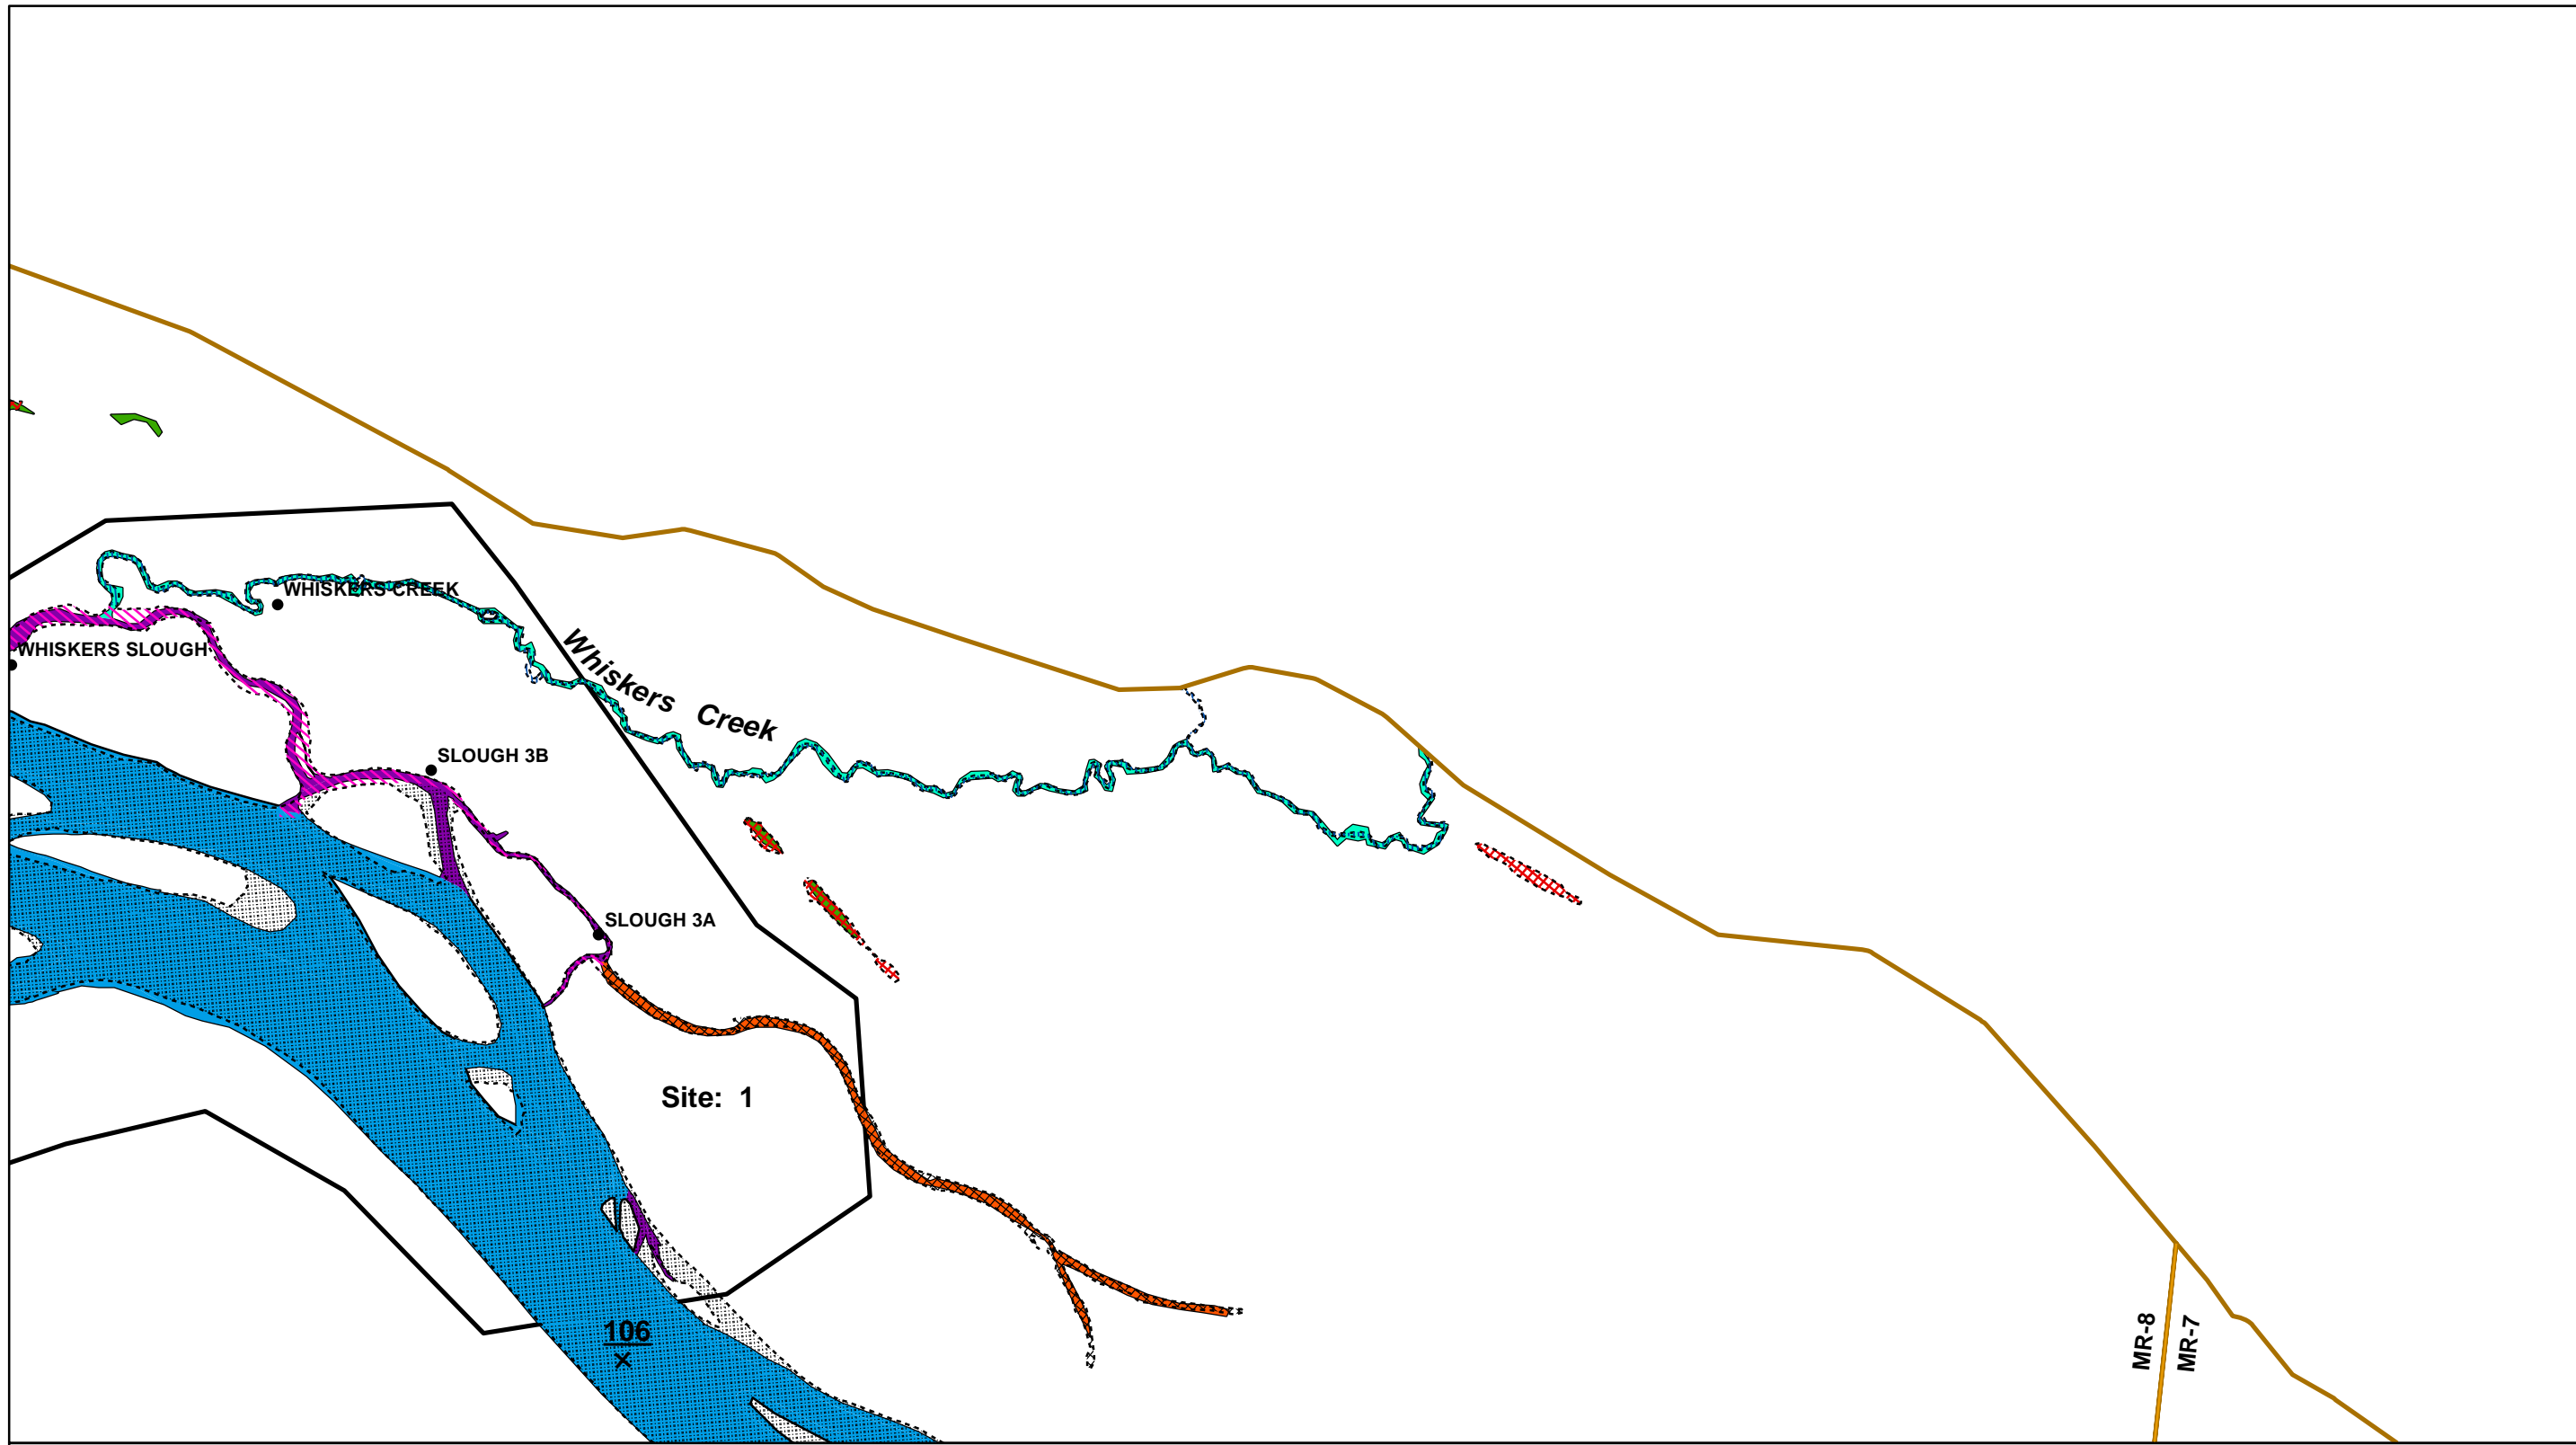 WHISKERS CREEK
WHISKERS SLOUGH
Whiskers Creek
SLOUGH 3B
SLOUGH 3A
Site: 1
106
MR-8
MR-7